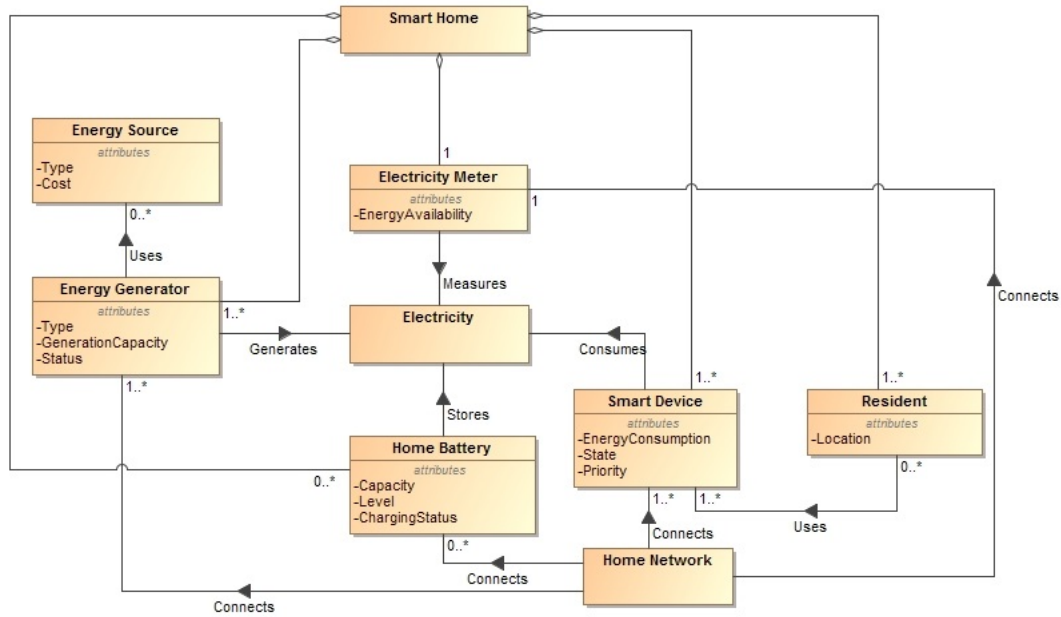 Smart Home
Energy Source
attributes
-Type
-Cost
0..*
Uses
1
Electricity Meter
attributes
-EnergyAvailability
1
Measures
Connects
Energy Generator
attributes
-Type
-GenerationCapacity
-Status
1..*
1..*
Generates
Electricity
Consumes
Stores
1..*
Smart Device
attributes
-EnergyConsumption
-State
-Priority
1..*
1..*
1..*
Resident
attributes
-Location
0..*
Uses
Home Battery
attributes
-Capacity
-Level
-ChargingStatus
0..*
0..*
Connects
Connects
Home Network
Connects